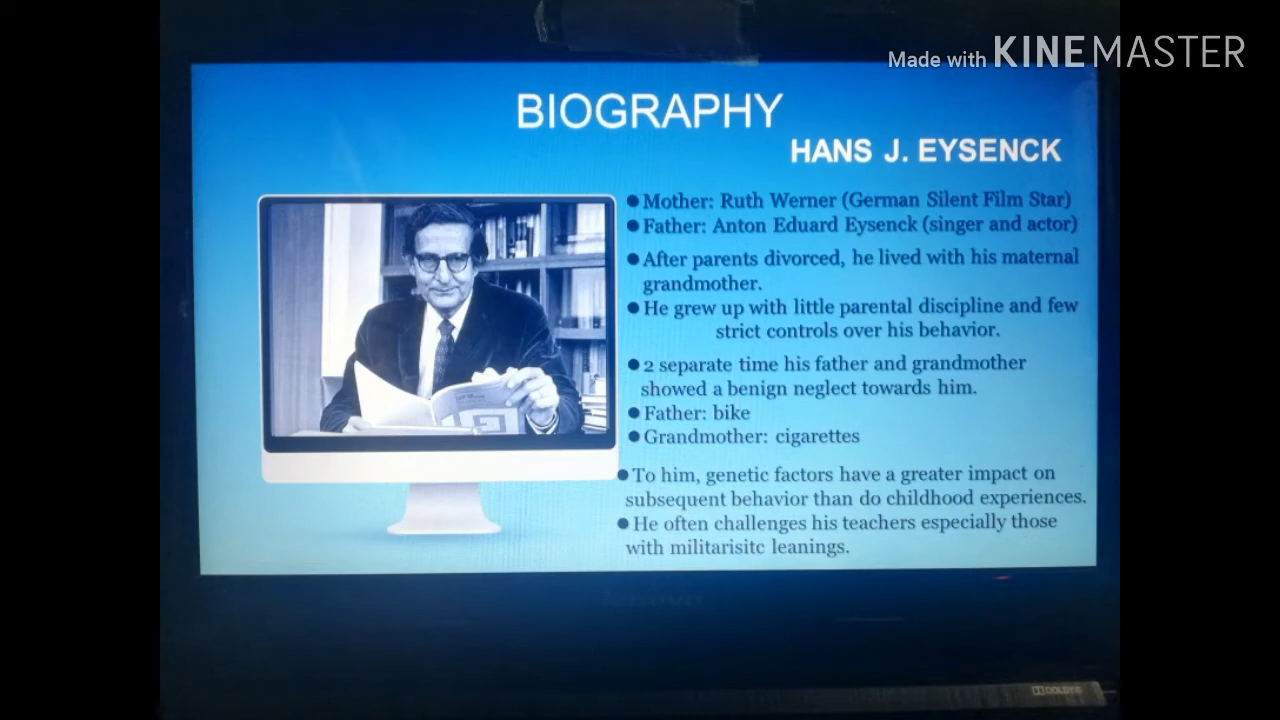 Made with KINEMASTER
BIOGRAPHY
HANS J. EYSENCK
● Mother: Ruth Werner (German Silent Film Star)
● Father: Anton Eduard Eysenck (singer and actor)
● After parents divorced, he lived with his maternal
grandmother.
● He grew up with little parental discipline and few
strict controls over his behavior.
● 2 separate time his father and grandmother
showed a benign neglect towards him.
● Father: bike
● Grandmother: cigarettes
● To him, genetic factors have a greater impact on
subsequent behavior than do childhood experiences.
● He often challenges his teachers especially those
with militarisitc leanings.